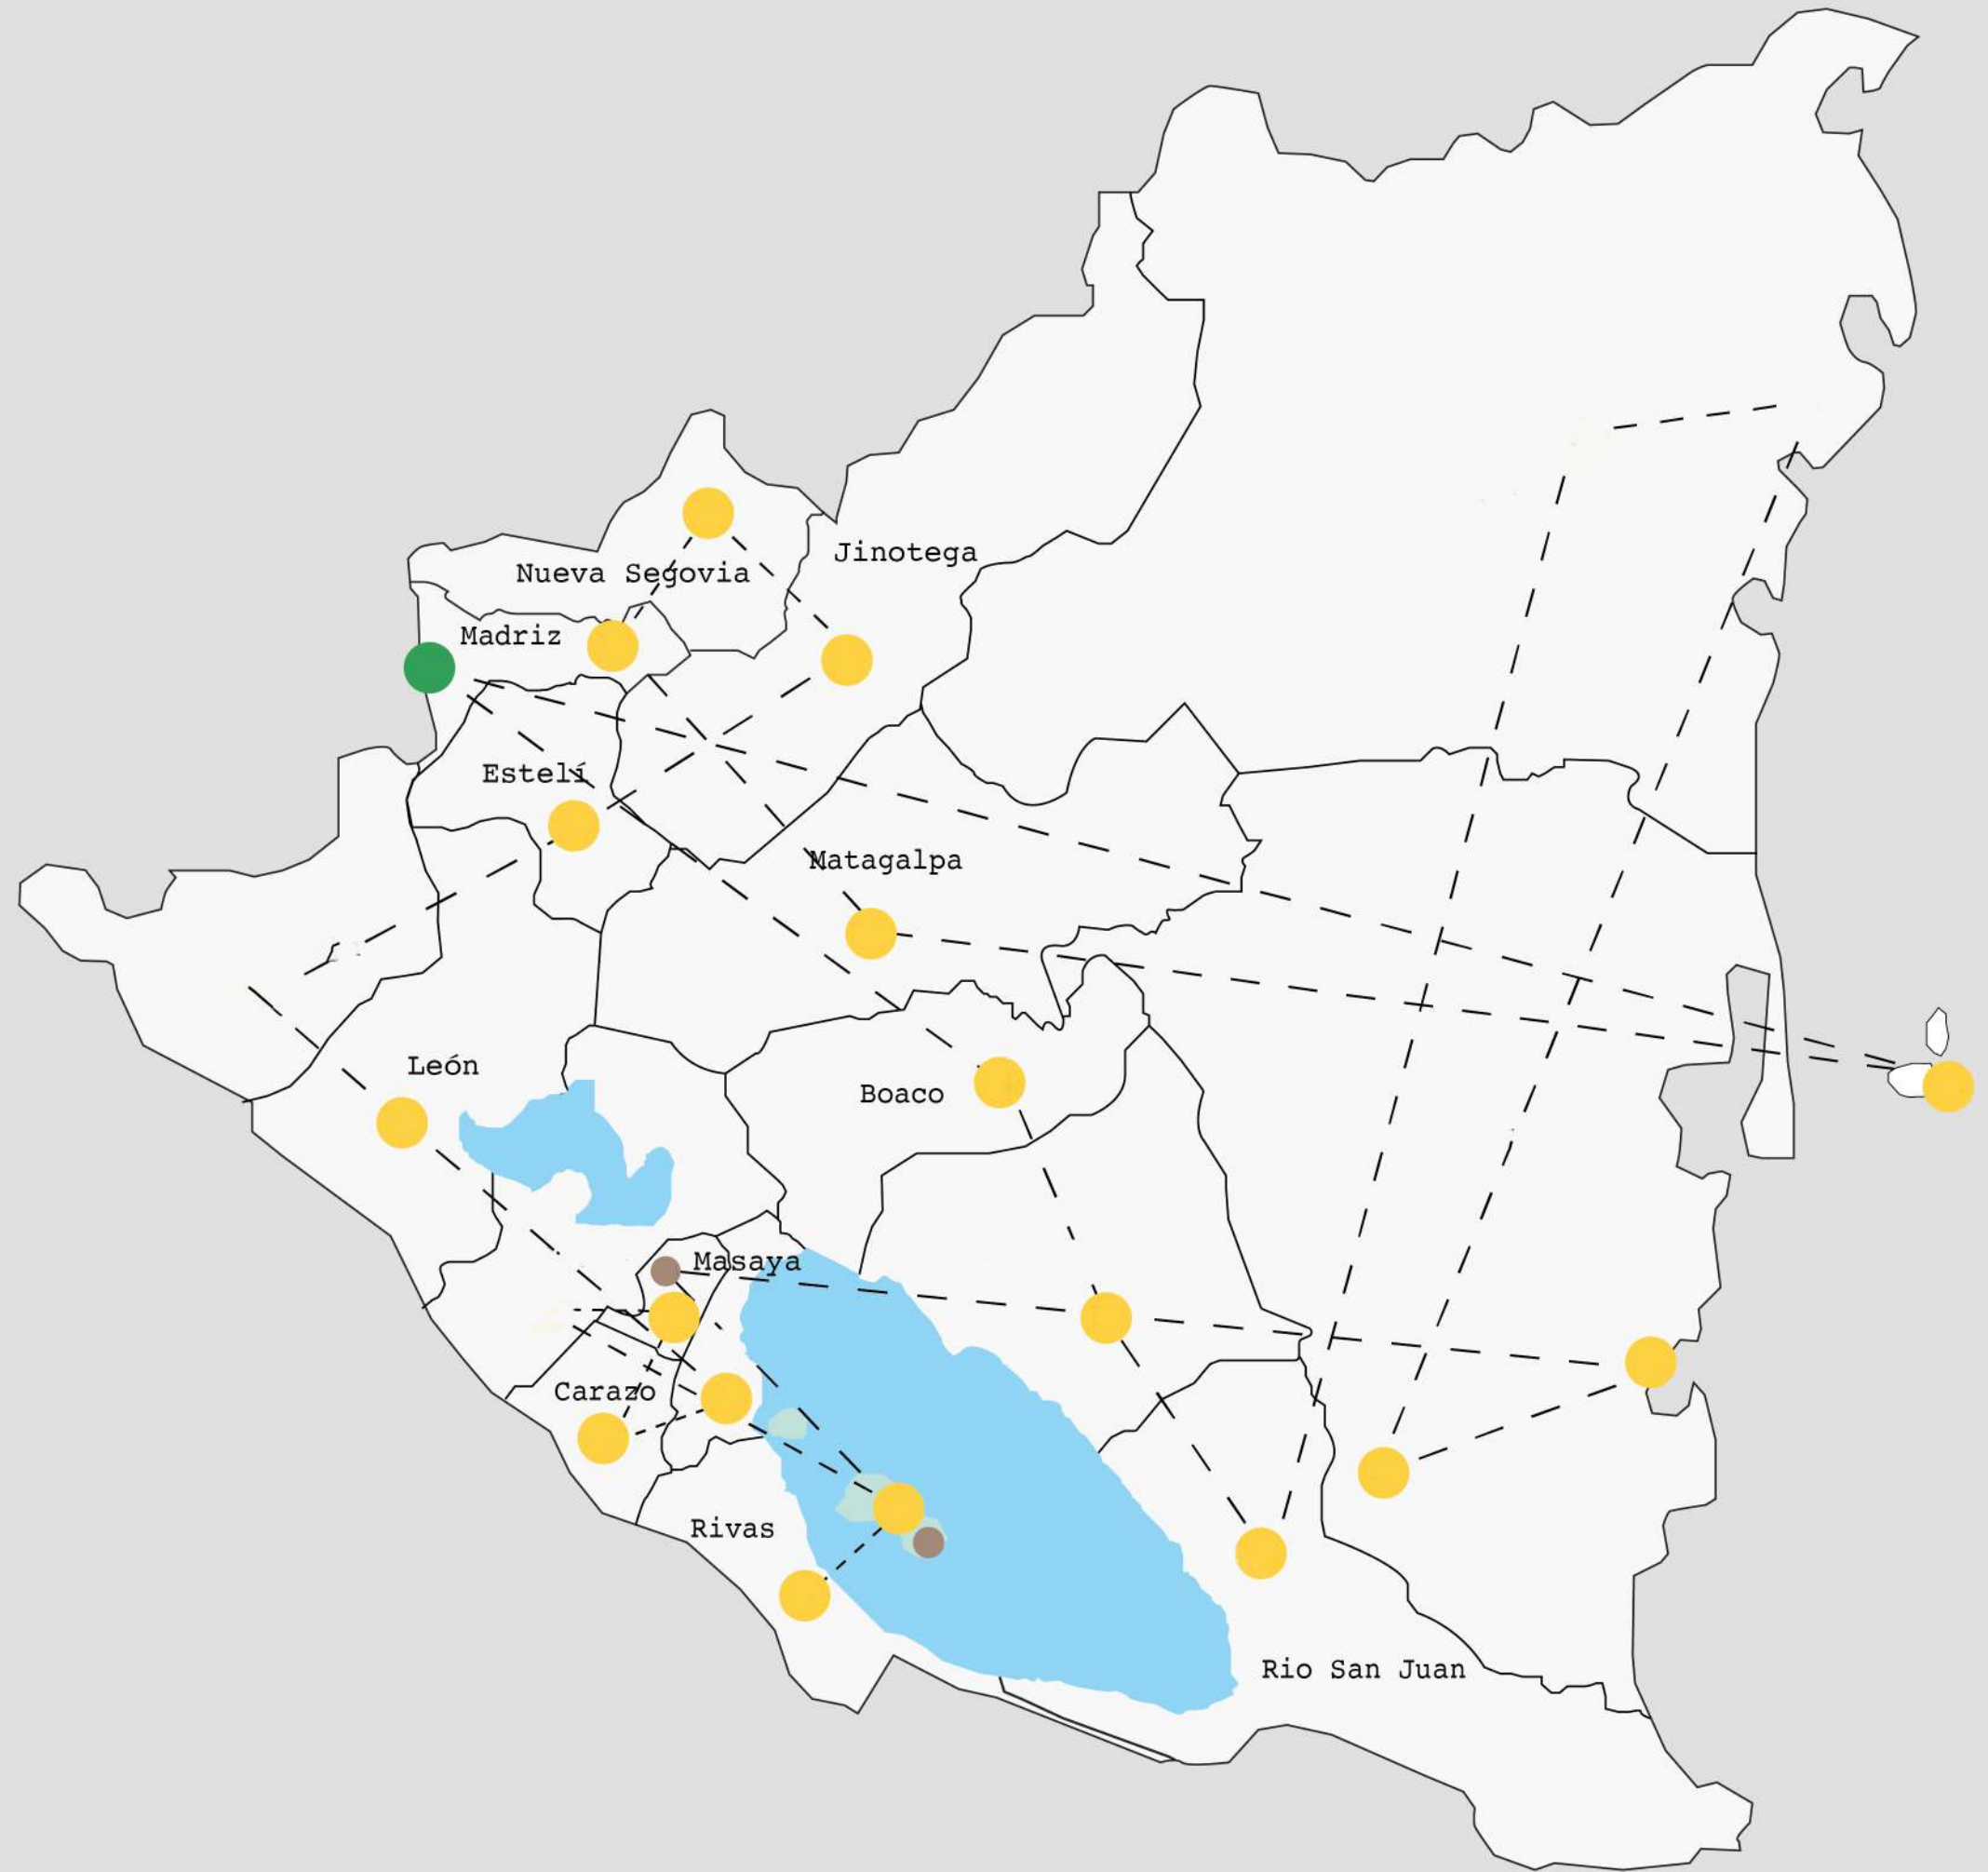 Jinotega
Nueva Segovia
Madriz
Estelí
Matagalpa
León
Boaco
Masaya
Carazo
Rivas
Rio San Juan